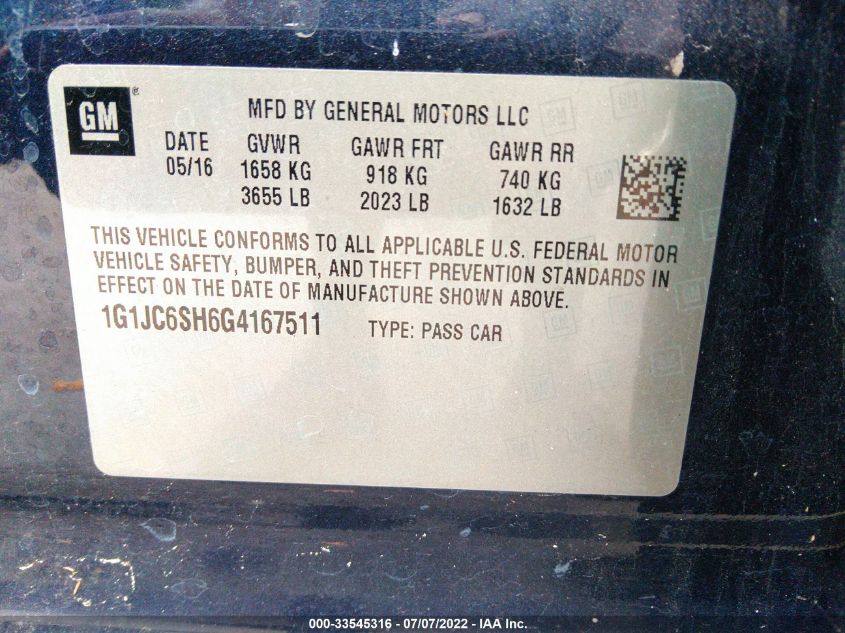 GM
MFD BY GENERAL MOTORS LLC
DATE GVWR GAWR FRT GAWR RR
05/16 1658 KG 918 KG 740 KG
3655 LB 2023 LB 1632 LB
THIS VEHICLE CONFORMS TO ALL APPLICABLE U.S. FEDERAL MOTOR
VEHICLE SAFETY, BUMPER, AND THEFT PREVENTION STANDARDS IN
EFFECT ON THE DATE OF MANUFACTURE SHOWN ABOVE.
1G1JC6SH6G4167511 TYPE: PASS CAR
000-33545316 - 07/07/2022 - IAA Inc.